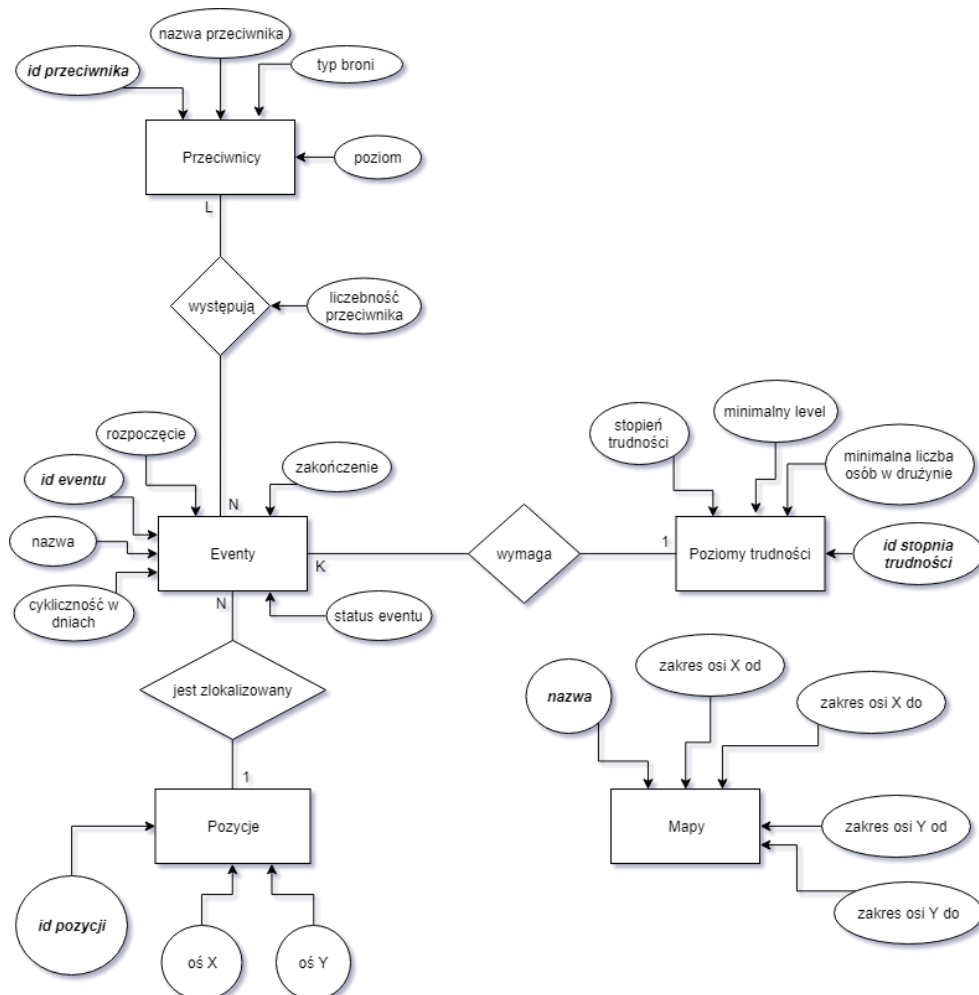 nazwa przeciwnika
id przeciwnika
typ broni
Przeciwnicy
poziom
L
występują
liczebność
przeciwnika
rozpoczęcie
zakończenie
id eventu
nazwa
cykliczność w
dniach
N
Eventy
K
N
status eventu
wymaga
1
stopień
trudności
minimalny level
minimalna liczba
osób w drużynie
Poziomy trudności
id stopnia
trudności
jest zlokalizowany
1
Pozycje
id pozycji
oś X
oś Y
nazwa
zakres osi X od
zakres osi X do
Mapy
zakres osi Y od
zakres osi Y do